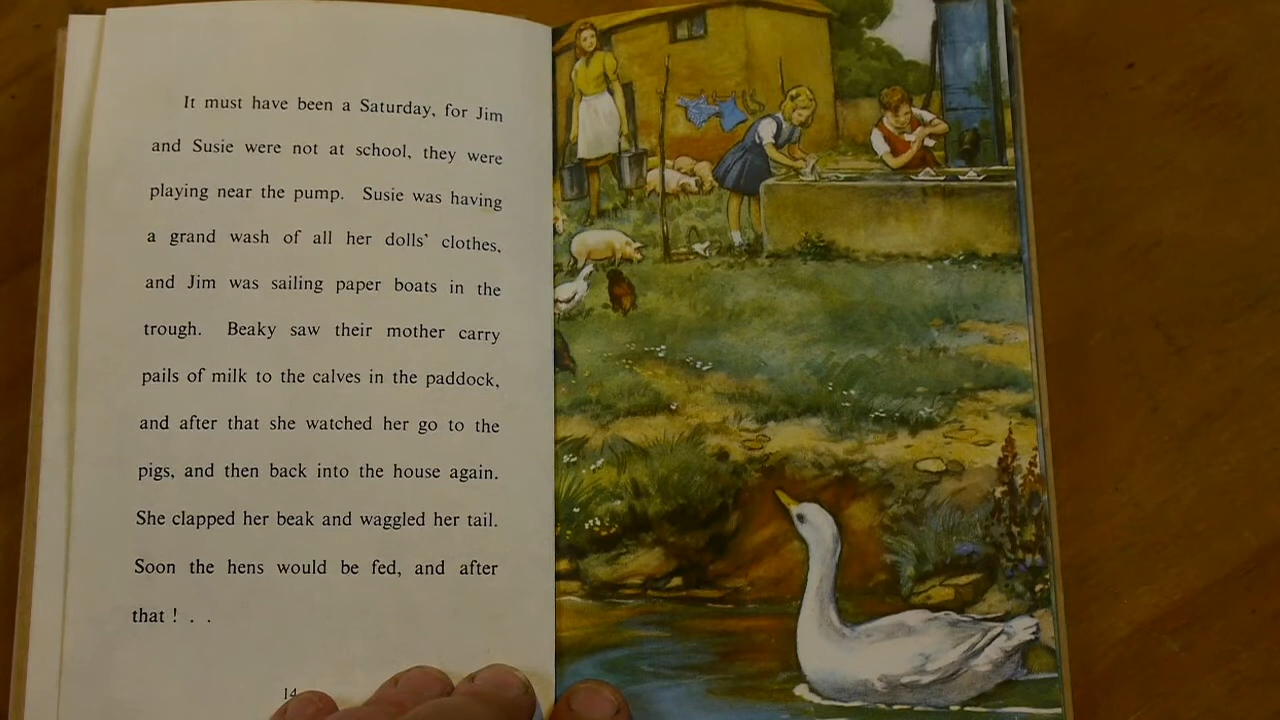 It must have been a Saturday, for Jim
and Susie were not at school, they were
playing near the pump. Susie was having
a grand wash of all her dolls' clothes,
and Jim was sailing paper boats in the
trough. Beaky saw their mother carry
pails of milk to the calves in the paddock,
and after that she watched her go to the
pigs, and then back into the house again.
She clapped her beak and waggled her tail.
Soon the hens would be fed, and after
that ! . .
14